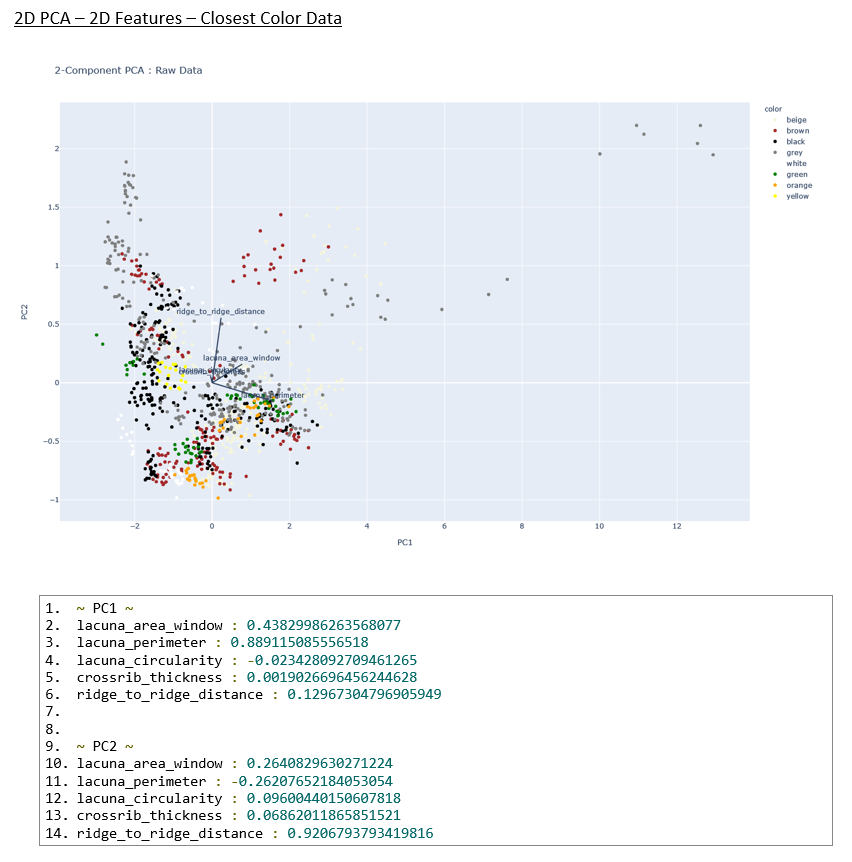 2D PCA – 2D Features – Closest Color Data
2-Component PCA : Raw Data
color
beige
brown
black
grey
white
green
orange
yellow
2
1.5
1
0.5
0
−0.5
−1
PC2
ridge_to_ridge_distance
lacuna_area_window
lacuna_perimeter
−2
0
2
4
6
8
10
12
PC1
1. ~ PC1 ~
2. lacuna_area_window : 0.43829986263568077
3. lacuna_perimeter : 0.889115085556518
4. lacuna_circularity : -0.023428092709461265
5. crossrib_thickness : 0.0019026696456244628
6. ridge_to_ridge_distance : 0.12967304796905949
7.
8.
9. ~ PC2 ~
10. lacuna_area_window : 0.2640829630271224
11. lacuna_perimeter : -0.26207652184053054
12. lacuna_circularity : 0.09600440150607818
13. crossrib_thickness : 0.06862011865851521
14. ridge_to_ridge_distance : 0.9206793793419816